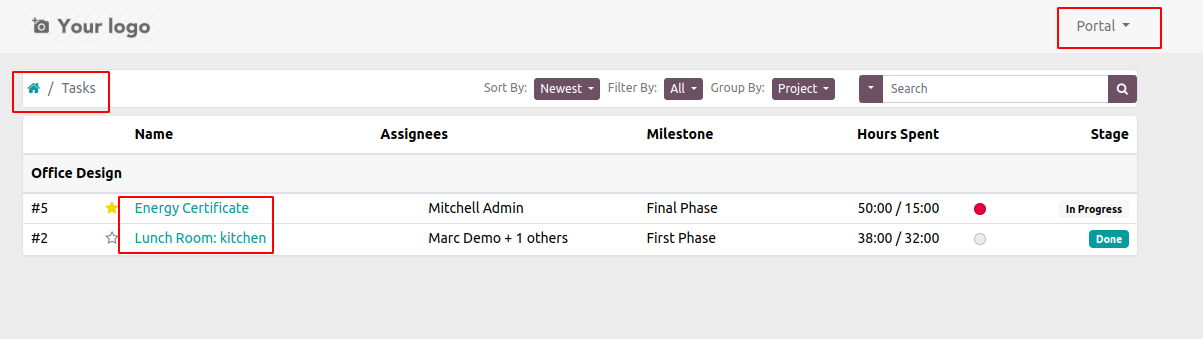 Your logo
Portal
/ Tasks
Sort By: Newest Filter By: All Group By: Project Search
Name Assignees Milestone Hours Spent Stage
Office Design
#5 Energy Certificate Mitchell Admin Final Phase 50:00 / 15:00 In Progress
#2 Lunch Room: kitchen Marc Demo + 1 others First Phase 38:00 / 32:00 Done